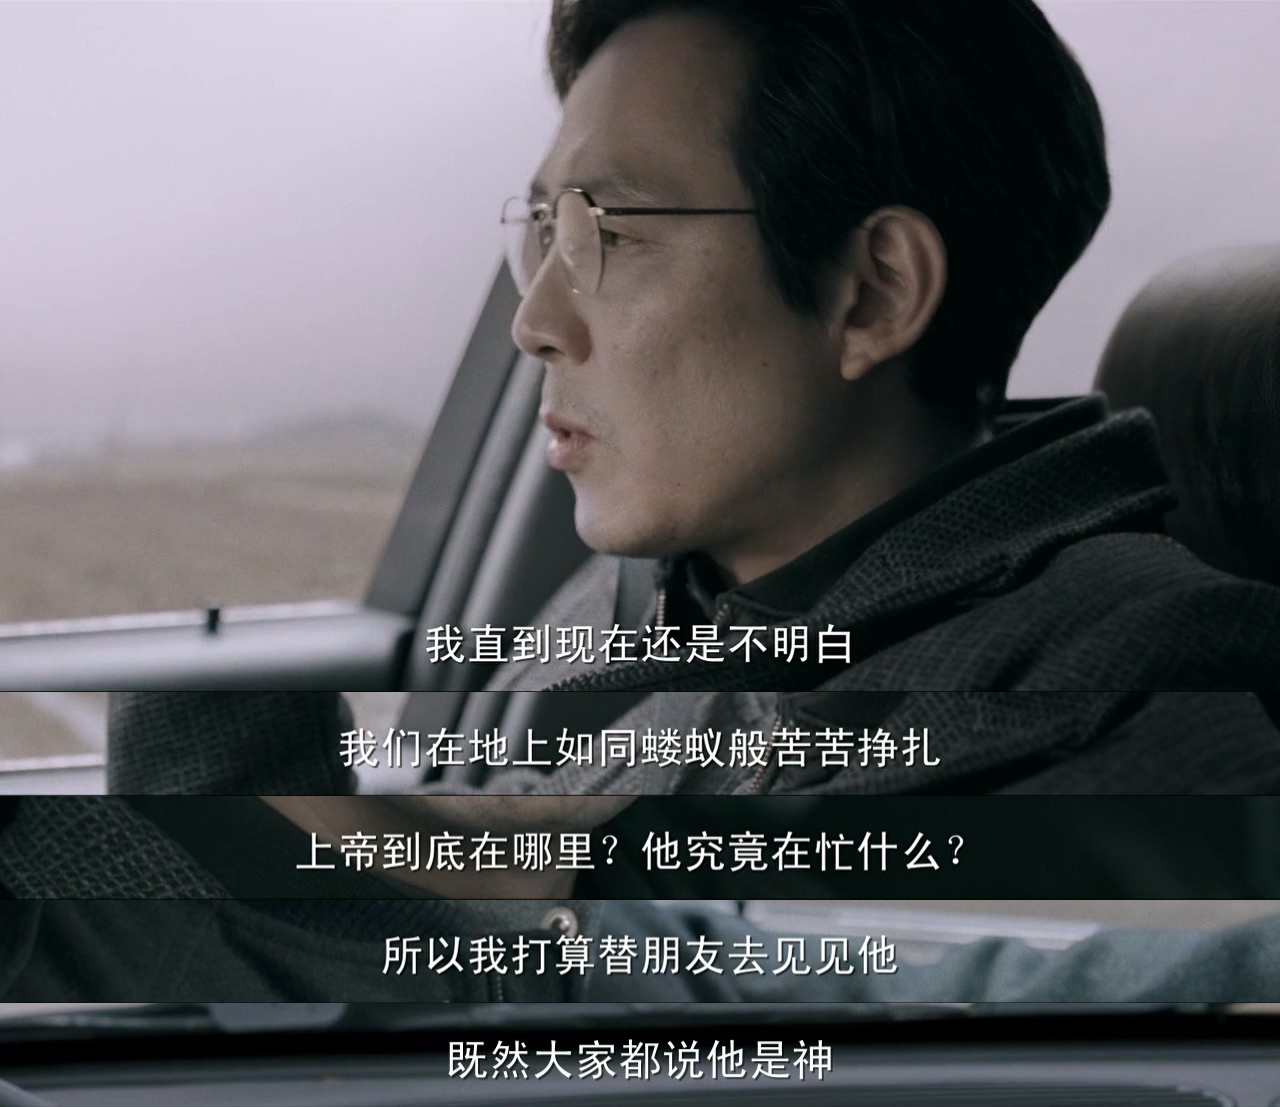 我直到现在还是不明白
我们在地上如同蝼蚁般苦苦挣扎
上帝到底在哪里？他究竟在忙什么？
所以我打算替朋友去见见他
既然大家都说他是神